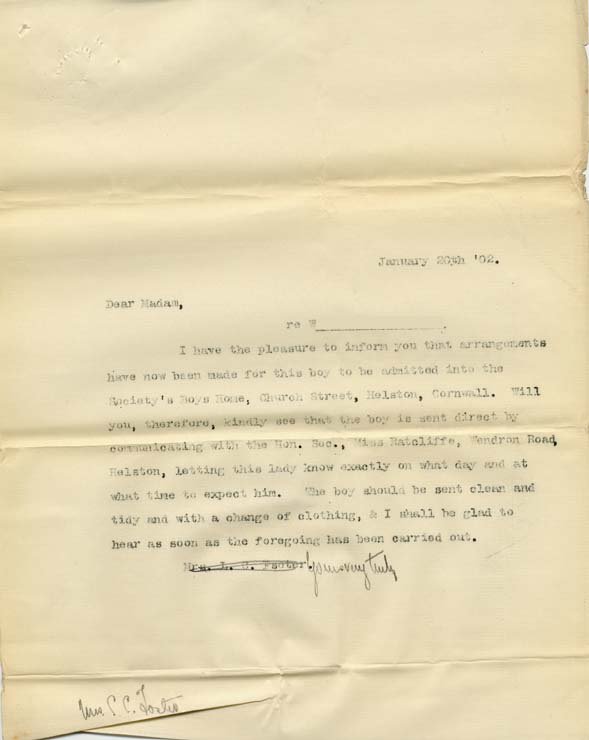 January 20th '02.
Dear Madam,
re W
I have the pleasure to inform you that arrangements
have now been made for this boy to be admitted into the
Society's Boys Home, Church Street, Helston, Cornwall. Will
you, therefore, kindly see that the boy is sent direct by
communicating with the Hon. Sec., Miss Ratcliffe, Wendron Road,
Helston, letting this lady know exactly on what day and at
what time to expect him. The boy should be sent clean and
tidy and with a change of clothing, & I shall be glad to
hear as soon as the foregoing has been carried out.
Mrs. Yours very truly
Mrs